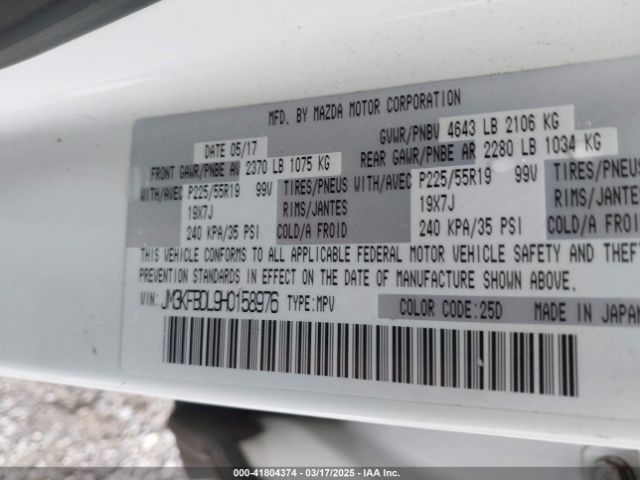 MFD. BY MAZDA MOTOR CORPORATION
DATE 05/17 GVWR/PNBV 4643 LB 2106 KG
FRONT GAWR/PNBE AV 2370 LB 1075 KG REAR GAWR/PNBE AR 2280 LB 1034 KG
WITH/AVEC P225/55R19 99V TIRES/PNEUS WITH/AVEC P225/55R19 99V TIRES/PNEUS
19X7J RIMS/JANTES 19X7J RIMS/JANTES
240 KPA/35 PSI COLD/A FROID 240 KPA/35 PSI COLD/A FROID
THIS VEHICLE CONFORMS TO ALL APPLICABLE FEDERAL MOTOR VEHICLE SAFETY AND THEFT
PREVENTION STANDARDS IN EFFECT ON THE DATE OF MANUFACTURE SHOWN ABOVE.
VIN: JM3KFBDL9H0158976 TYPE:MPV COLOR CODE:25D MADE IN JAPAN
000-41804374 | 03/17/2025 - IAA Inc.